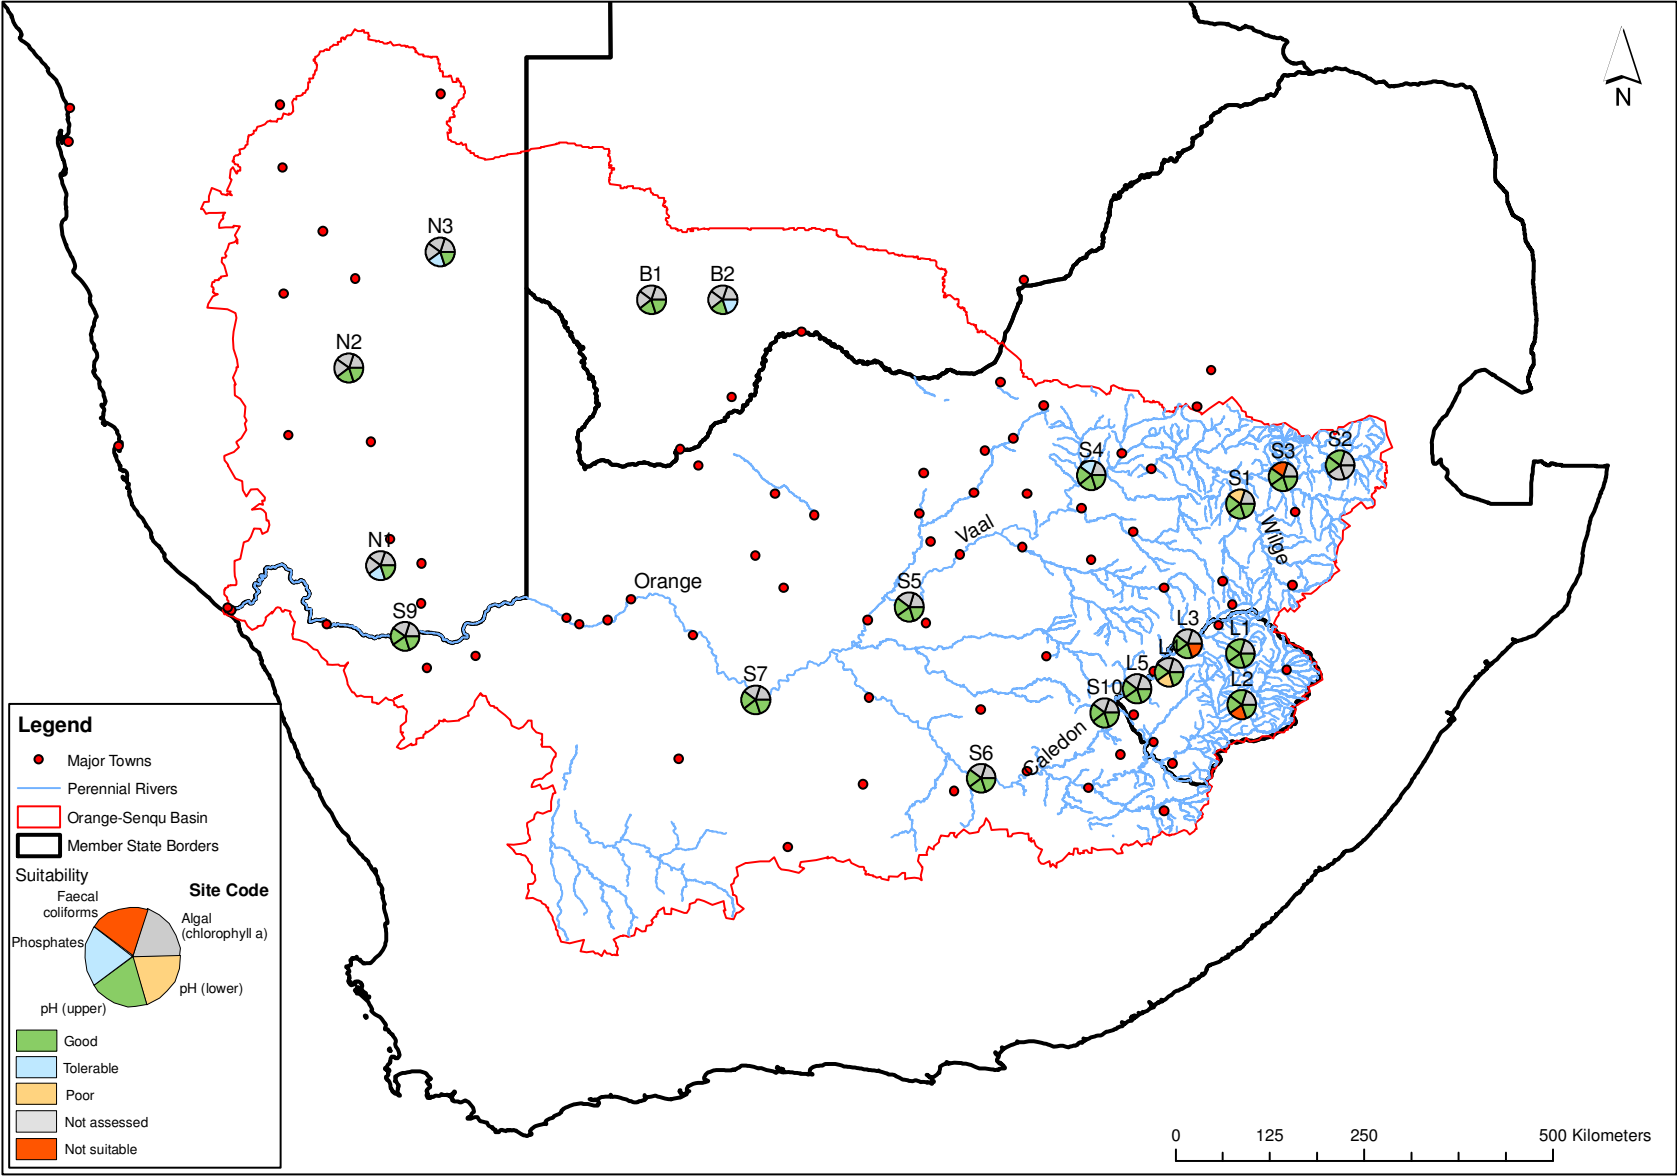 N
N3
B1
B2
N2
S2
S3
S4
S1
Wilge
Vaal
N1
Orange
S5
S9
L3
L1
L4
L5
S7
S10
L2
Caledon
S6
Legend
Major Towns
Perennial Rivers
Orange-Senqu Basin
Member State Borders
Suitability
Site Code
Faecal
coliforms
Algal
(chlorophyll a)
Phosphates
pH (lower)
pH (upper)
Good
Tolerable
Poor
Not assessed
Not suitable
0 125 250 500 Kilometers